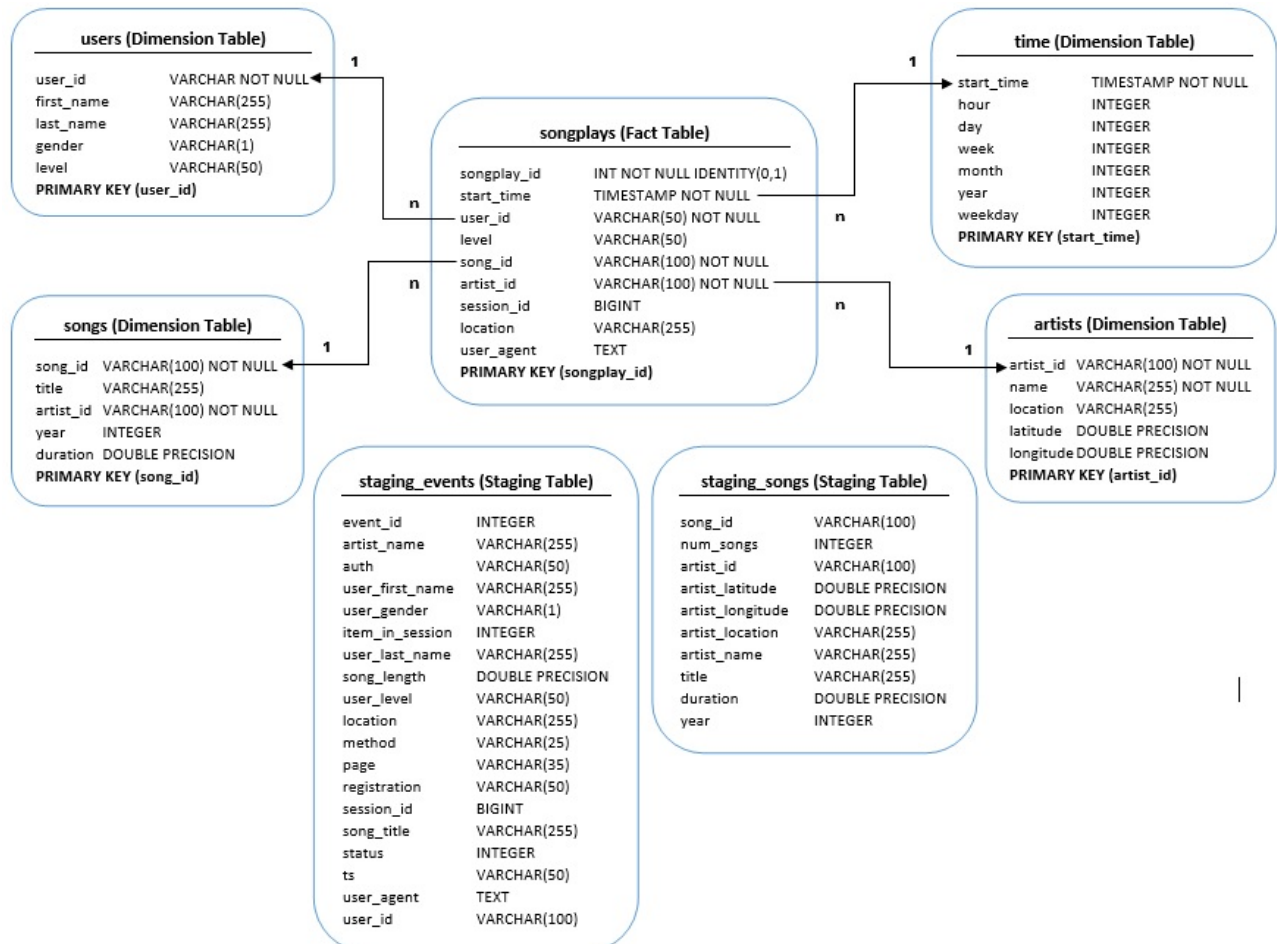 users (Dimension Table)
user_id VARCHAR NOT NULL
first_name VARCHAR(255)
last_name VARCHAR(255)
gender VARCHAR(1)
level VARCHAR(50)
PRIMARY KEY (user_id)
1
n
songplays (Fact Table)
songplay_id INT NOT NULL IDENTITY(0,1)
start_time TIMESTAMP NOT NULL
user_id VARCHAR(50) NOT NULL
level VARCHAR(50)
song_id VARCHAR(100) NOT NULL
artist_id VARCHAR(100) NOT NULL
session_id BIGINT
location VARCHAR(255)
user_agent TEXT
PRIMARY KEY (songplay_id)
1
n
time (Dimension Table)
start_time TIMESTAMP NOT NULL
hour INTEGER
day INTEGER
week INTEGER
month INTEGER
year INTEGER
weekday INTEGER
PRIMARY KEY (start_time)
n
1
songs (Dimension Table)
song_id VARCHAR(100) NOT NULL
title VARCHAR(255)
artist_id VARCHAR(100) NOT NULL
year INTEGER
duration DOUBLE PRECISION
PRIMARY KEY (song_id)
n
1
artists (Dimension Table)
artist_id VARCHAR(100) NOT NULL
name VARCHAR(255) NOT NULL
location VARCHAR(255)
latitude DOUBLE PRECISION
longitude DOUBLE PRECISION
PRIMARY KEY (artist_id)
staging_events (Staging Table)
event_id INTEGER
artist_name VARCHAR(255)
auth VARCHAR(50)
user_first_name VARCHAR(255)
user_gender VARCHAR(1)
item_in_session INTEGER
user_last_name VARCHAR(255)
song_length DOUBLE PRECISION
user_level VARCHAR(50)
location VARCHAR(255)
method VARCHAR(25)
page VARCHAR(35)
registration VARCHAR(50)
session_id BIGINT
song_title VARCHAR(255)
status INTEGER
ts VARCHAR(50)
user_agent TEXT
user_id VARCHAR(100)
staging_songs (Staging Table)
song_id VARCHAR(100)
num_songs INTEGER
artist_id VARCHAR(100)
artist_latitude DOUBLE PRECISION
artist_longitude DOUBLE PRECISION
artist_location VARCHAR(255)
artist_name VARCHAR(255)
title VARCHAR(255)
duration DOUBLE PRECISION
year INTEGER